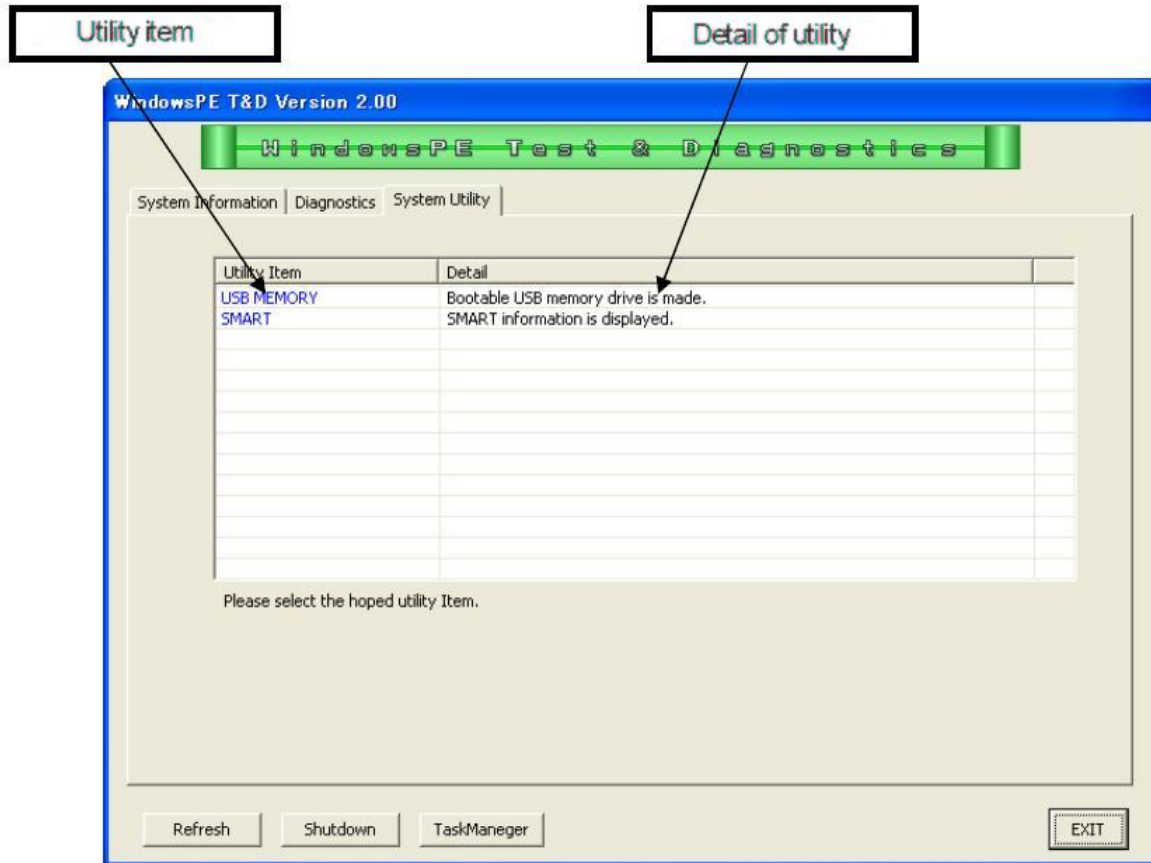 Utility item
Detail of utility
WindowsPE T&D Version 2.00
WindowsPE Test & Diagnostics
System Information Diagnostics System Utility
Utility Item Detail
USB MEMORY Bootable USB memory drive is made.
SMART SMART information is displayed.
Please select the hoped utility Item.
Refresh Shutdown TaskManeger EXIT